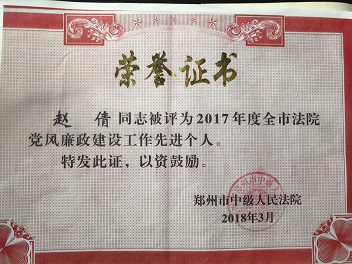 荣誉证书
赵 倩 同志被评为2017年度全市法院
党风廉政建设工作先进个人。
特发此证，以资鼓励。
郑州市中级人民法院
2018年3月